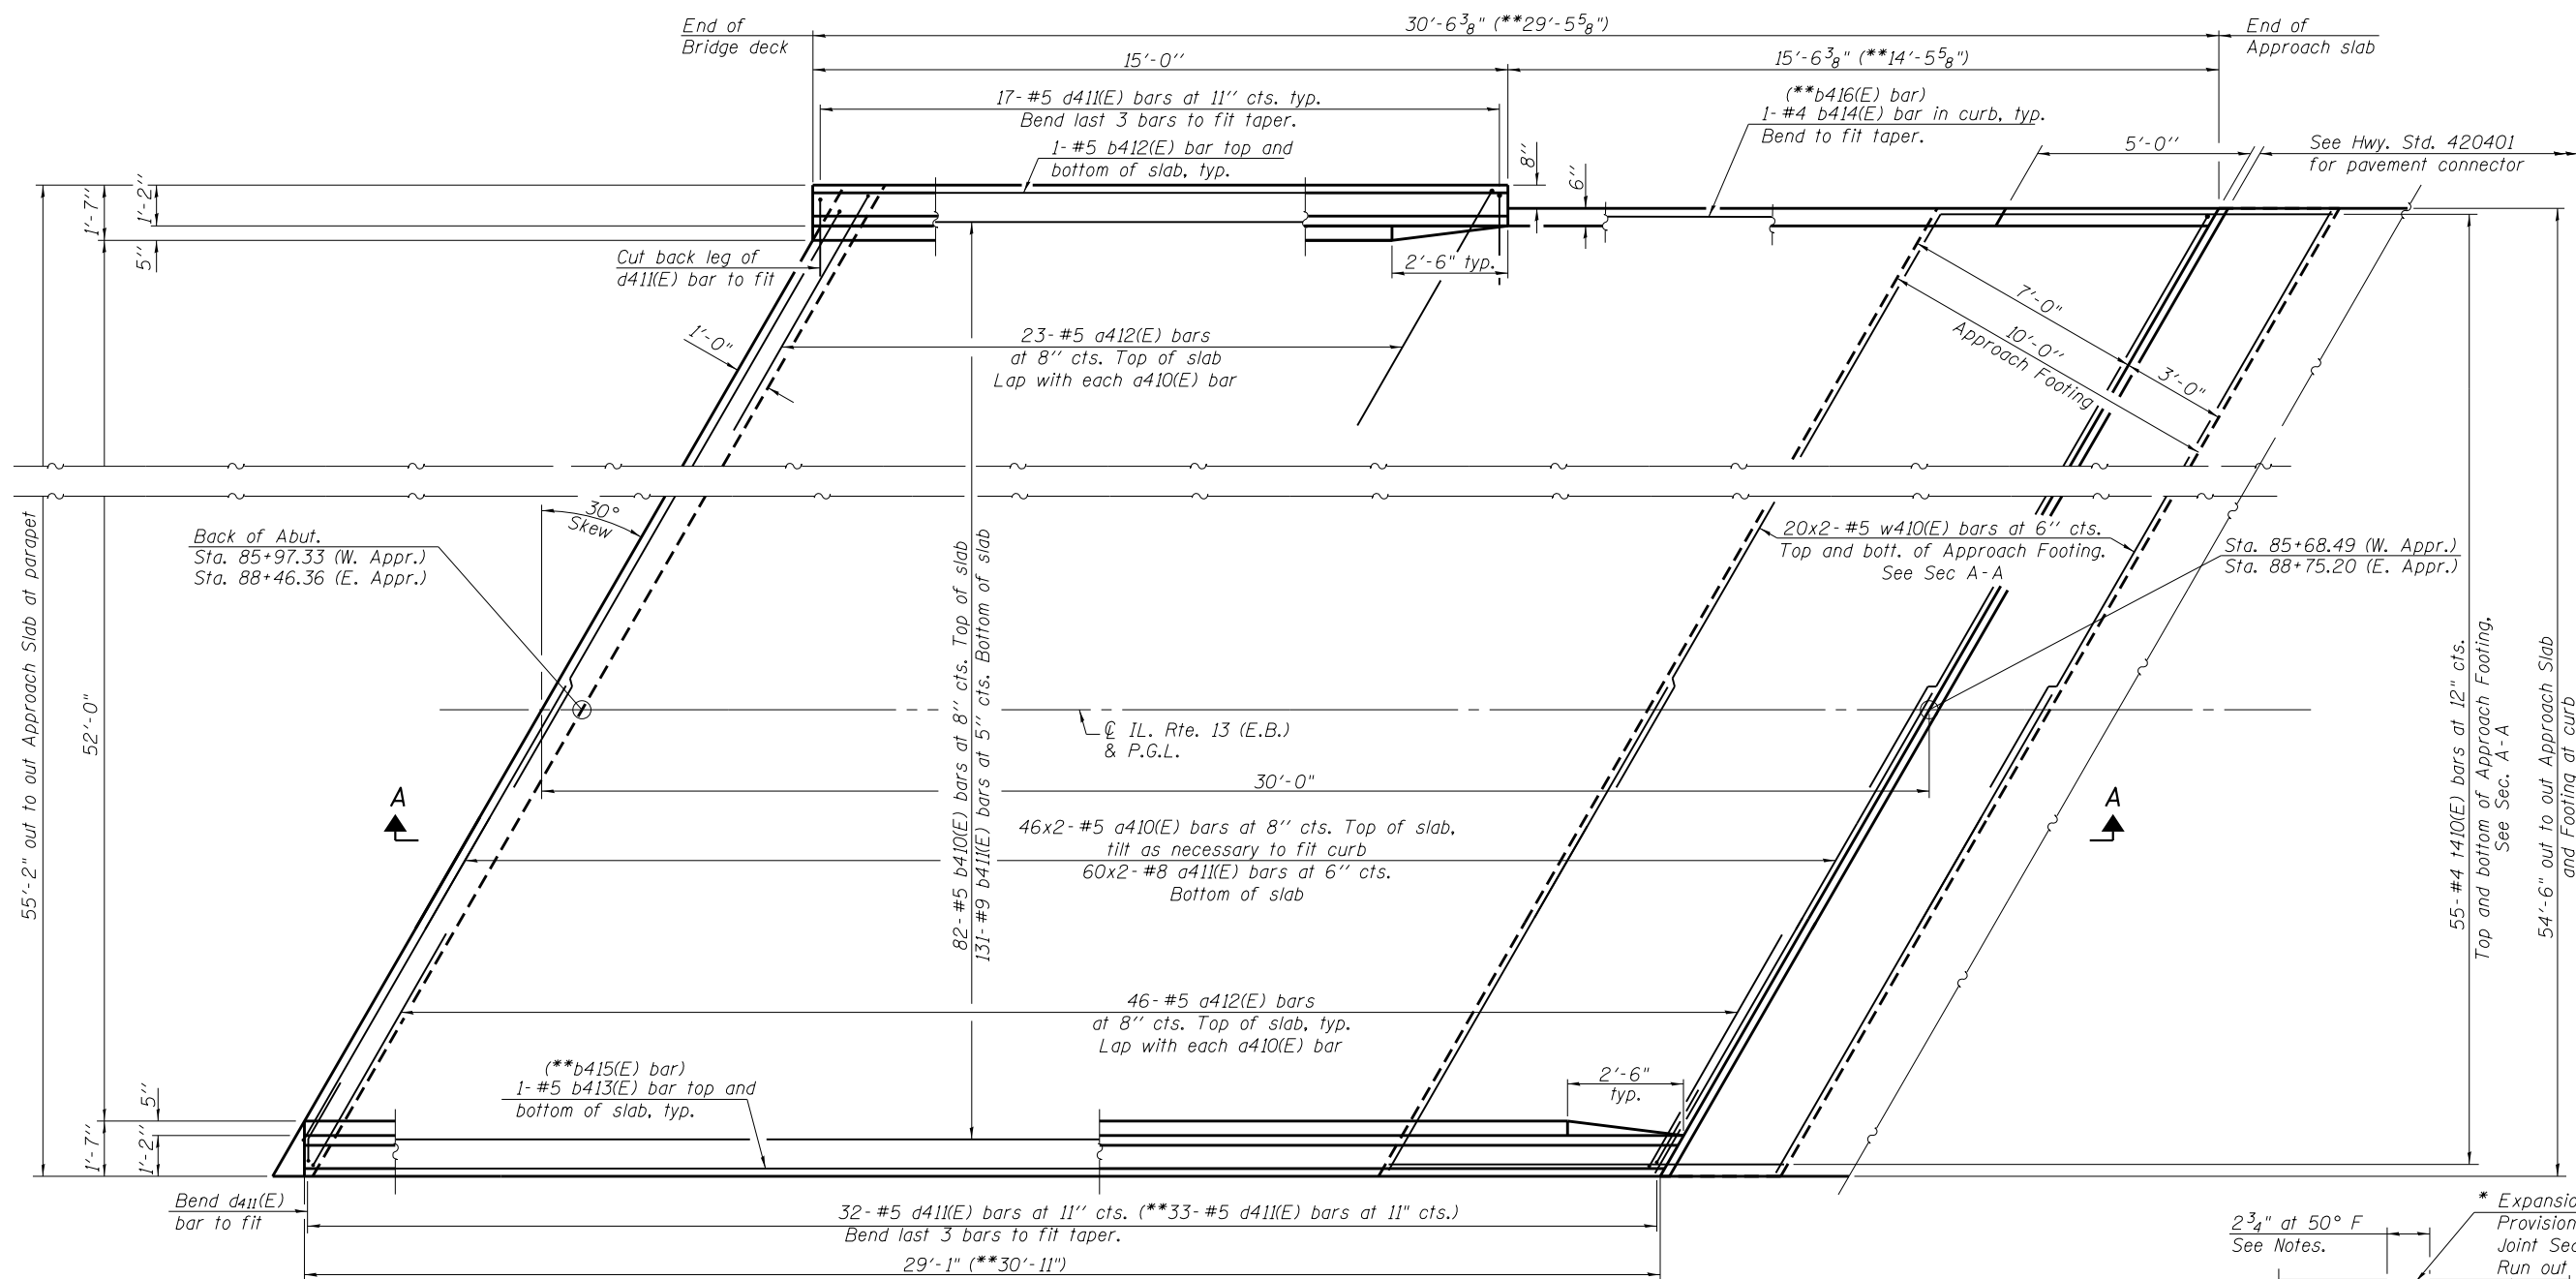 End of
Bridge deck
30'-6 3/8" (**29'-5 5/8")
End of
Approach slab
15'-0''
15'-6 3/8" (**14'-5 5/8")
17-#5 d411(E) bars at 11'' cts. typ.
Bend last 3 bars to fit taper.
(**b416(E) bar)
1-#4 b414(E) bar in curb, typ.
Bend to fit taper.
1-#5 b412(E) bar top and
bottom of slab, typ.
8''
6''
5'-0''
See Hwy. Std. 420401
for pavement connector
1'-7''
1'-2''
5''
Cut back leg of
d411(E) bar to fit
2'-6" typ.
1'-0"
23-#5 a412(E) bars
at 8'' cts. Top of slab
Lap with each a410(E) bar
7'-0"
10'-0''
Approach Footing
3'-0"
30°
Skew
Back of Abut.
Sta. 85+97.33 (W. Appr.)
Sta. 88+46.36 (E. Appr.)
20x2-#5 w410(E) bars at 6'' cts.
Top and bott. of Approach Footing.
See Sec A-A
Sta. 85+68.49 (W. Appr.)
Sta. 88+75.20 (E. Appr.)
55'-2" out to out Approach Slab at parapet
52'-0"
82-#5 b410(E) bars at 8'' cts. Top of slab
131-#9 b411(E) bars at 5'' cts. Bottom of slab
℄ IL. Rte. 13 (E.B.)
& P.G.L.
30'-0"
A
A
46x2-#5 a410(E) bars at 8'' cts. Top of slab,
tilt as necessary to fit curb
60x2-#8 a411(E) bars at 6'' cts.
Bottom of slab
55-#4 t410(E) bars at 12" cts.
Top and bottom of Approach Footing,
See Sec. A-A
54'-6" out to out Approach Slab
and Footing at curb
46-#5 a412(E) bars
at 8'' cts. Top of slab, typ.
Lap with each a410(E) bar
(**b415(E) bar)
1-#5 b413(E) bar top and
bottom of slab, typ.
2'-6"
typ.
5''
1'-7''
1'-2''
Bend d411(E)
bar to fit
32-#5 d411(E) bars at 11'' cts. (**33-#5 d411(E) bars at 11" cts.)
Bend last 3 bars to fit taper.
29'-1" (**30'-11")
2 3/4" at 50° F
See Notes.
* Expansio
Provision
Joint Sec
Run out